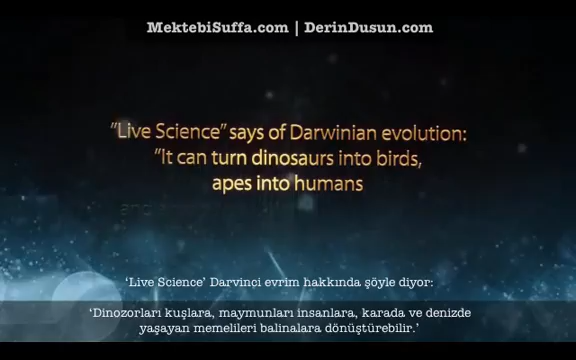 MektebiSuffa.com | DerinDusun.com
"Live Science" says of Darwinian evolution:
"It can turn dinosaurs into birds,
apes into humans
and
'Live Science' Darvinci evrim hakkında şöyle diyor:
'Dinozorları kuşlara, maymunları insanlara, karada ve denizde
yaşayan memelileri balinalara dönüştürebilir.'